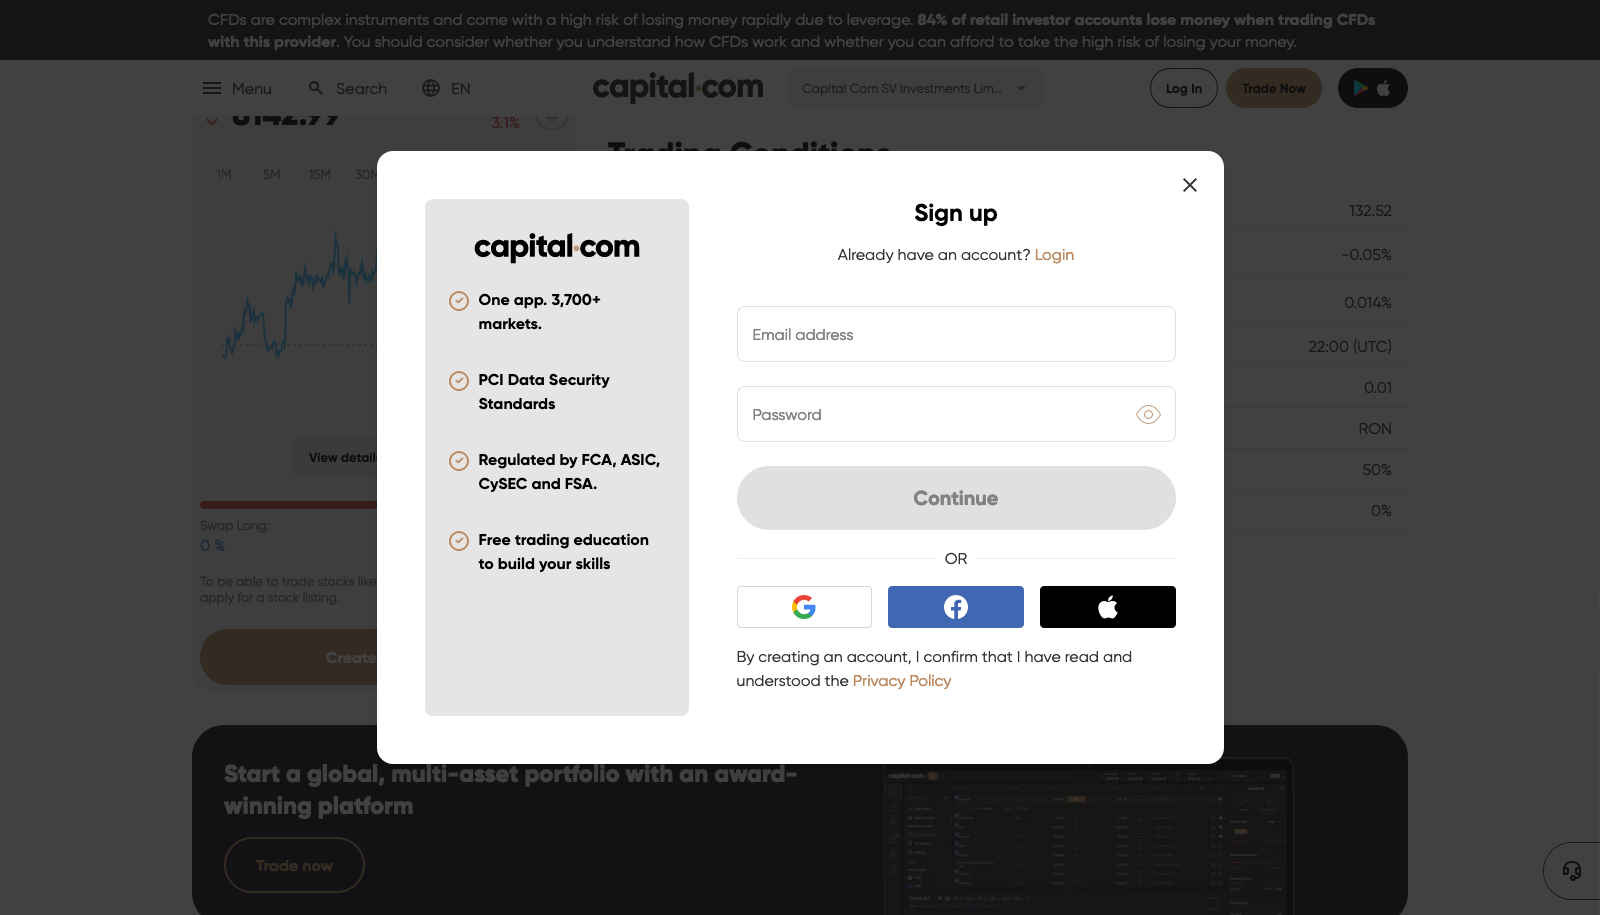 CFDs are complex instruments and come with a high risk of losing money rapidly due to leverage. 84% of retail investor accounts lose money when trading CFDs
with this provider. You should consider whether you understand how CFDs work and whether you can afford to take the high risk of losing your money.
Menu
Search
EN
capital.com
Capital Com SV Investments Lim...
Log In
Trade Now
3.1%
Trading Conditions
1M
5M
15M
132.52
-0.05%
0.014%
22:00 (UTC)
0.01
RON
50%
0%
Swap Long:
0 %
To be able to trade stocks like
apply for a stock listing.
Create
capital.com
One app. 3,700+
markets.
PCI Data Security
Standards
Regulated by FCA, ASIC,
CySEC and FSA.
Free trading education
to build your skills
Sign up
Already have an account? Login
Email address
Password
Continue
OR
By creating an account, I confirm that I have read and
understood the Privacy Policy
Start a global, multi-asset portfolio with an award-
winning platform
Trade now
capital.com